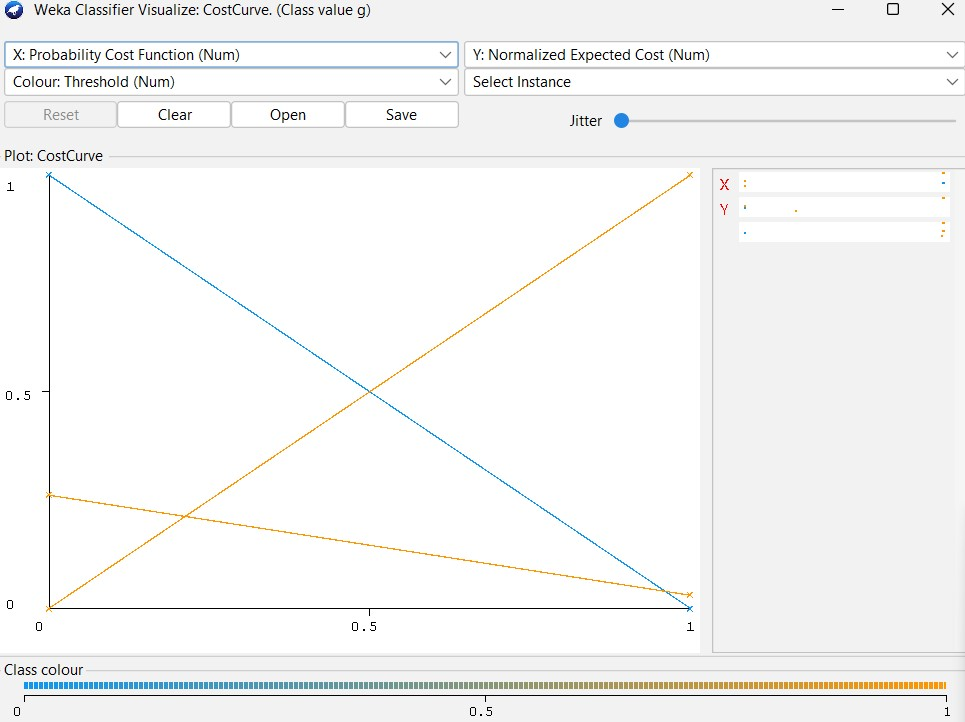 Weka Classifier Visualize: CostCurve. (Class value g)
X: Probability Cost Function (Num) Y: Normalized Expected Cost (Num)
Colour: Threshold (Num) Select Instance
Reset Clear Open Save Jitter
Plot: CostCurve
1
0.5
0
0 0.5 1
X
Y
Class colour
0 0.5 1